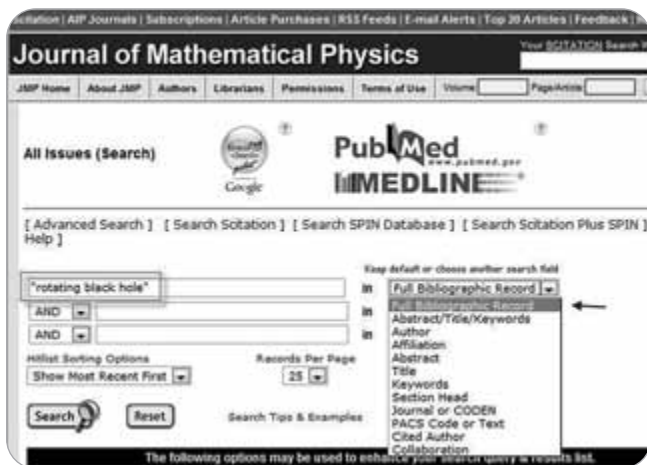 Scitation | AIP Journals | Subscriptions | Article Purchases | RSS Feeds | E-mail Alerts | Top 20 Articles | Feedback |
Journal of Mathematical Physics
Your SCITATION Search
JMP Home About JMP Authors Librarians Permissions Terms of Use Volume Page/Article
All Issues (Search)
Google
PubMed
www.pubmed.gov
MEDLINE
[ Advanced Search ] [ Search Scitation ] [ Search SPIN Database ] [ Search Scitation Plus SPIN ]
Help ]
Keep default or choose another search field
"rotating black hole" in Full Bibliographic Record
AND in Full Bibliographic Record
Abstract/Title/Keywords
AND in Author
Affiliation
Hitlist Sorting Options Records Per Page Abstract
Show Most Recent First 25 Title
Keywords
Section Head
Search Reset Search Tips & Examples Journal or CODEN
PACS Code or Text
Cited Author
Collaboration
The following options may be used to enhance your search query & results list.